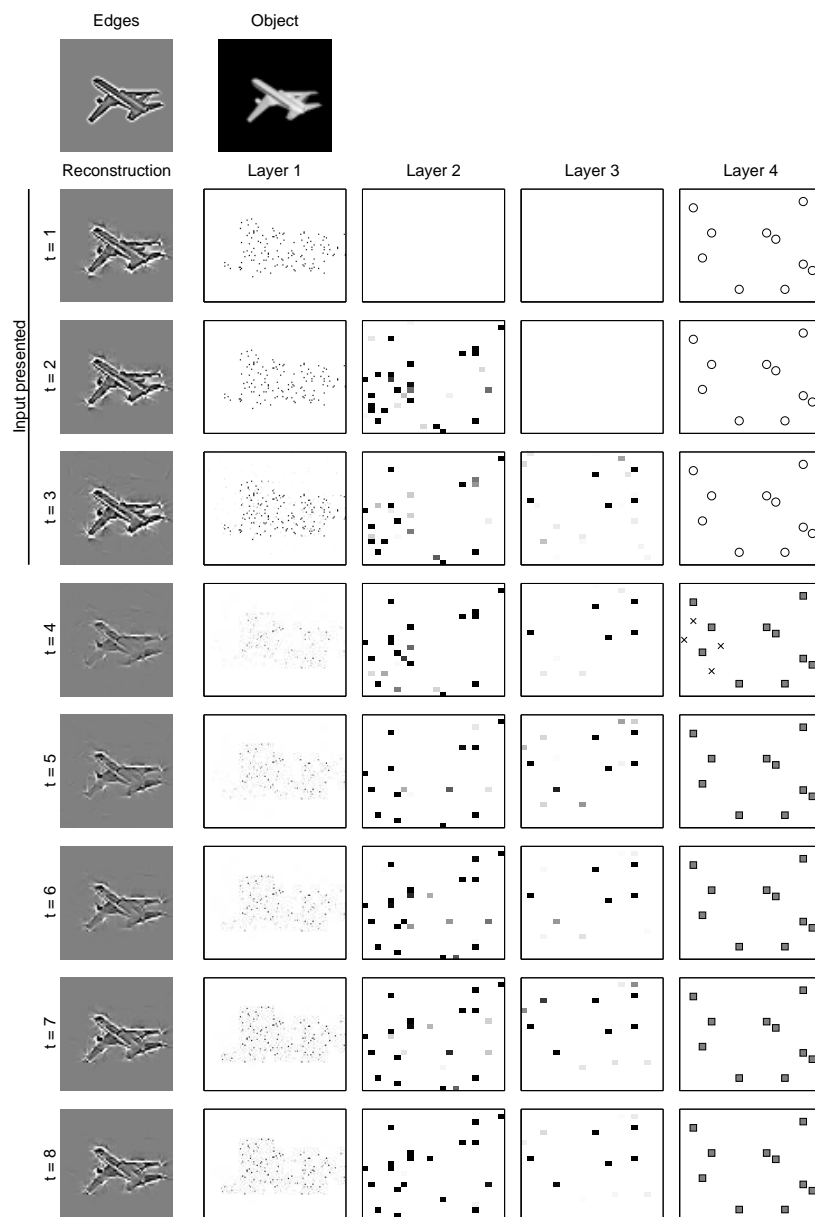 Edges Object
Reconstruction Layer 1 Layer 2 Layer 3 Layer 4
Input presented
t = 1
t = 2
t = 3
t = 4
t = 5
t = 6
t = 7
t = 8